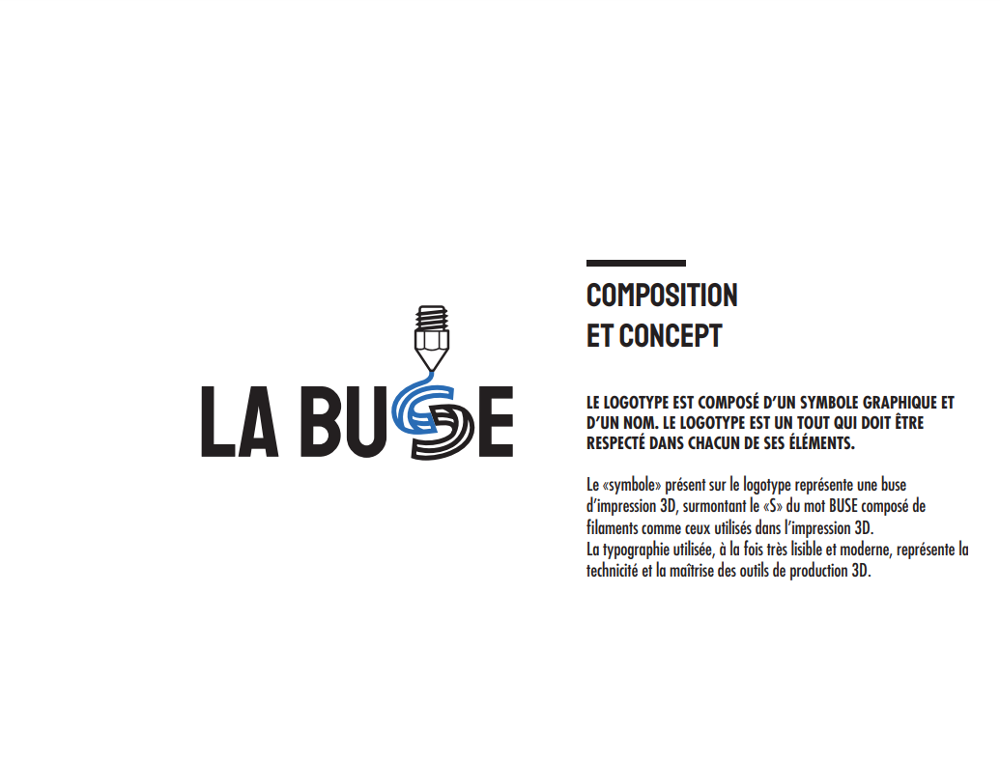 LA BUSE
COMPOSITION
ET CONCEPT
LE LOGOTYPE EST COMPOSÉ D'UN SYMBOLE GRAPHIQUE ET
D'UN NOM. LE LOGOTYPE EST UN TOUT QUI DOIT ÊTRE
RESPECTÉ DANS CHACUN DE SES ÉLÉMENTS.
Le «symbole» présent sur le logotype représente une buse
d'impression 3D, surmontant le «S» du mot BUSE composé de
filaments comme ceux utilisés dans l'impression 3D.
La typographie utilisée, à la fois très lisible et moderne, représente la
technicité et la maîtrise des outils de production 3D.